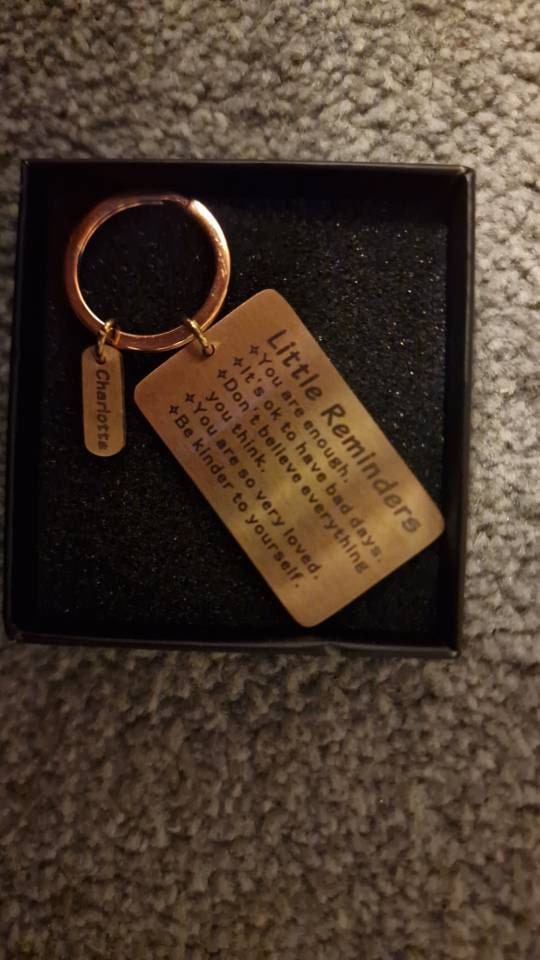 Charlotte
Little Reminders
✦You are enough.
✦It's ok to have bad days.
✦Don't believe everything
you think.
✦You are so very loved.
✦Be kinder to yourself.